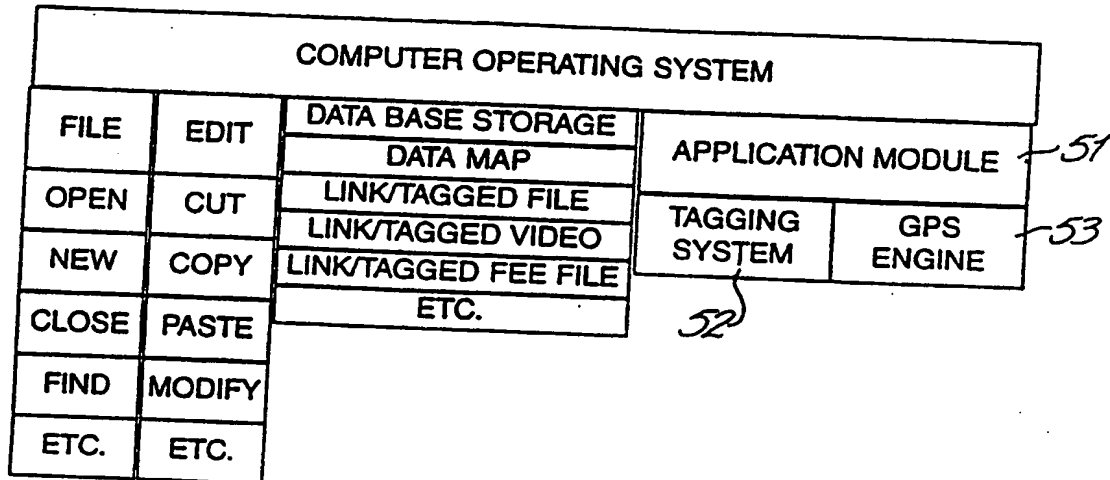 COMPUTER OPERATING SYSTEM
FILE
OPEN
NEW
CLOSE
FIND
ETC.
EDIT
CUT
COPY
PASTE
MODIFY
ETC.
DATA BASE STORAGE
DATA MAP
LINK/TAGGED FILE
LINK/TAGGED VIDEO
LINK/TAGGED FEE FILE
ETC.
APPLICATION MODULE
51
TAGGING
SYSTEM
52
GPS
ENGINE
53